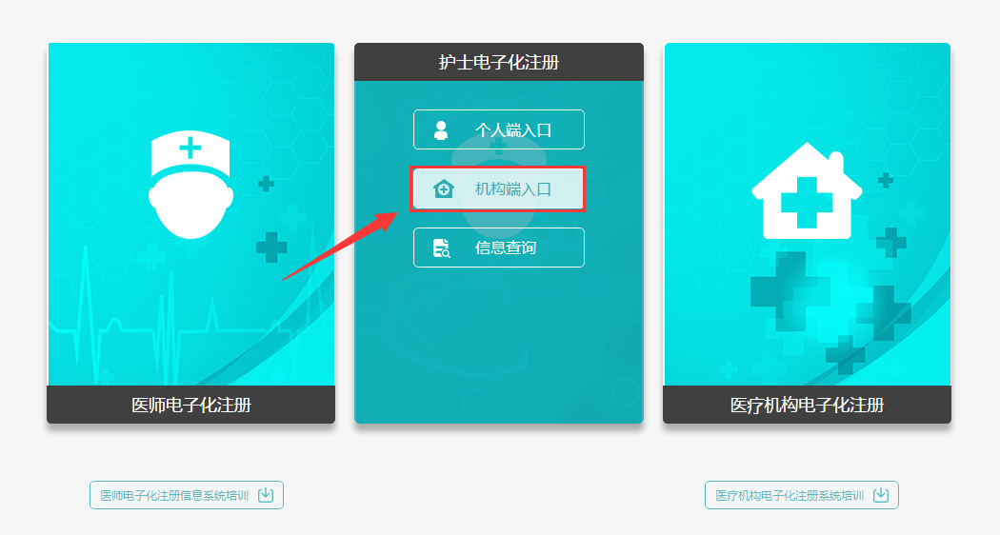 护士电子化注册
个人端入口
机构端入口
信息查询
医师电子化注册
医疗机构电子化注册
医师电子化注册信息系统培训
医疗机构电子化注册系统培训